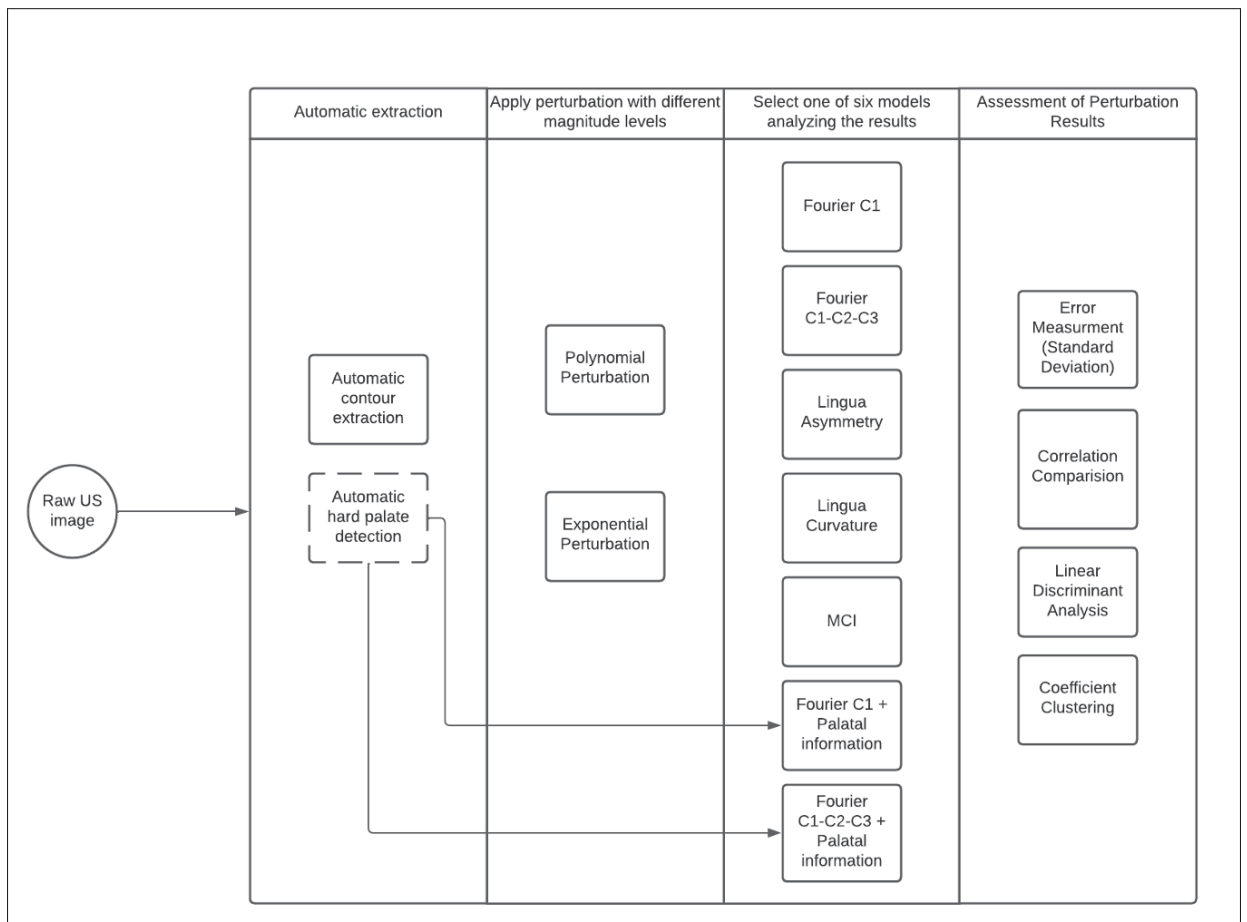 Automatic extraction
Apply perturbation with different
magnitude levels
Select one of six models
analyzing the results
Assessment of Perturbation
Results
Raw US
image
Automatic
contour
extraction
Automatic
hard palate
detection
Polynomial
Perturbation
Exponential
Perturbation
Fourier C1
Fourier
C1-C2-C3
Lingua
Asymmetry
Lingua
Curvature
MCI
Fourier C1 +
Palatal
information
Fourier
C1-C2-C3 +
Palatal
information
Error
Measurment
(Standard
Deviation)
Correlation
Comparision
Linear
Discriminant
Analysis
Coefficient
Clustering